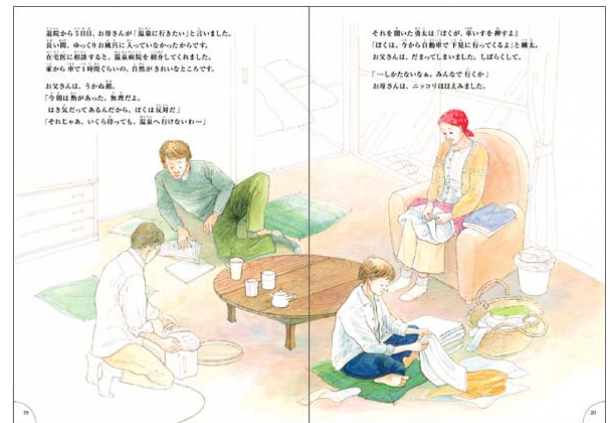 退院から5日目、お母さんが「温泉に行きたい」と言いました。
長い間、ゆっくりお風呂に入っていなかったからです。
在宅医に相談すると、温泉病院を紹介してくれました。
家から車で1時間ぐらいの、自然がきれいなところです。
お父さんは、うかぬ顔。
「今朝は熱があった。無理だよ。
はき気だってあるんだから、ぼくは反対だ」
「それじゃあ、いくら待っても、温泉へ行けないわ…」
それを聞いた勇太は「ぼくが、車いすを押すよ」
「ぼくは、今から自動車で下見に行ってくるよ」と
お父さんは、だまってしまいました。しばらくして、
「…しかたないなぁ。みんなで行くか」
お母さんは、ニッコリほほえみました。
19
20